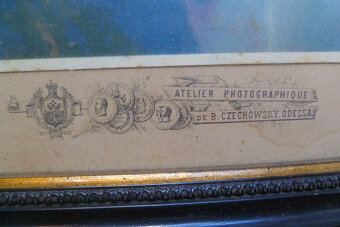 ATELIER PHOTOGRAPHIQUE
DE B. CZECHOWSKY ODESSA